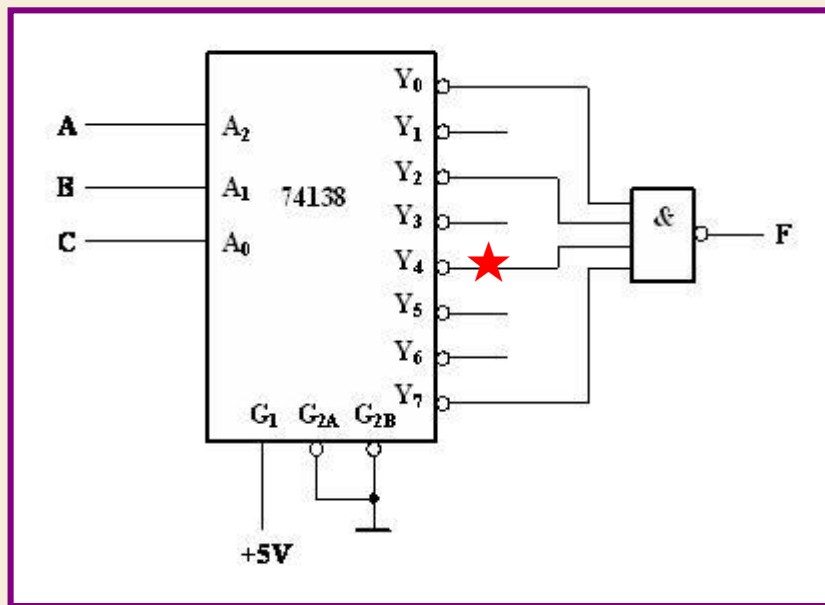 Y₀
A
A₂
Y₁
Y₂
B
A₁
74138
&
Y₃
F
C
A₀
Y₄
Y₅
Y₆
Y₇
G₁ G₂A G₂B
+5V